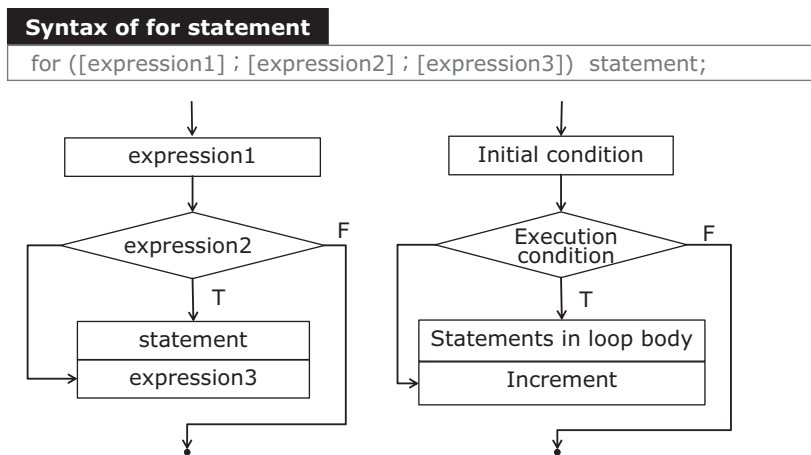 Syntax of for statement
for ([expression1] ; [expression2] ; [expression3]) statement;
expression1
expression2
F
T
statement
expression3
Initial condition
Execution
condition
F
T
Statements in loop body
Increment